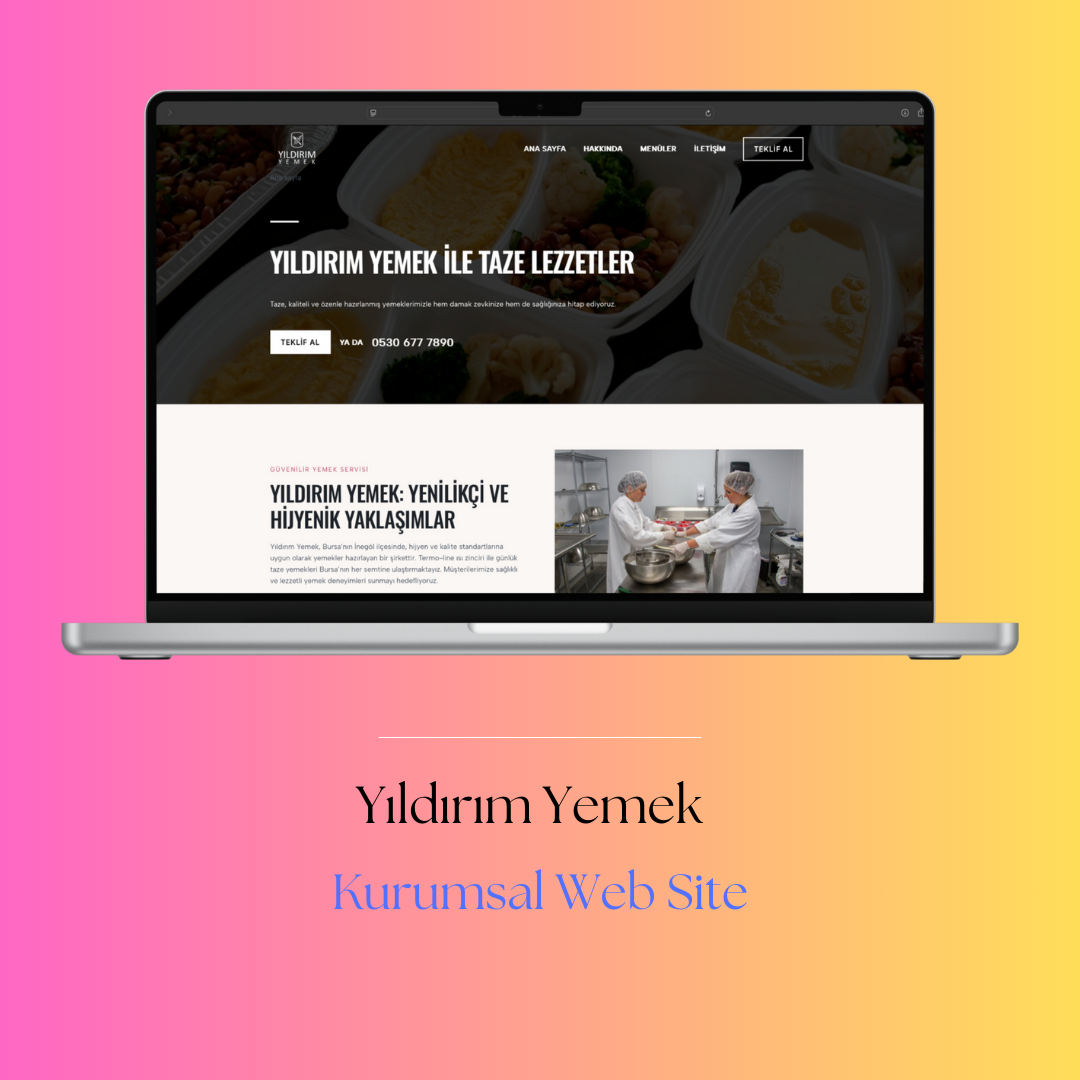 YILDIRIM
YEMEK
Ana Sayfa
ANA SAYFA HAKKINDA MENÜLER İLETİŞİM TEKLİF AL
YILDIRIM YEMEK İLE TAZE LEZZETLER
Taze, kaliteli ve özenle hazırlanmış yemeklerimizle hem damak zevkinize hem de sağlığınıza hitap ediyoruz.
TEKLİF AL YA DA 0530 677 7890
GÜVENİLİR YEMEK SERVİSİ
YILDIRIM YEMEK: YENİLİKÇİ VE
HİJYENİK YAKLAŞIMLAR
Yıldırım Yemek, Bursa'nın İnegöl ilçesinde, hijyen ve kalite standartlarına
uygun olarak yemekler hazırlayan bir şirkettir. Termo-line ısı zinciri ile günlük
taze yemekleri Bursa'nın her semtine ulaştırmaktayız. Müşterilerimize sağlıklı
ve lezzetli yemek deneyimleri sunmayı hedefliyoruz.
Yıldırım Yemek
Kurumsal Web Site